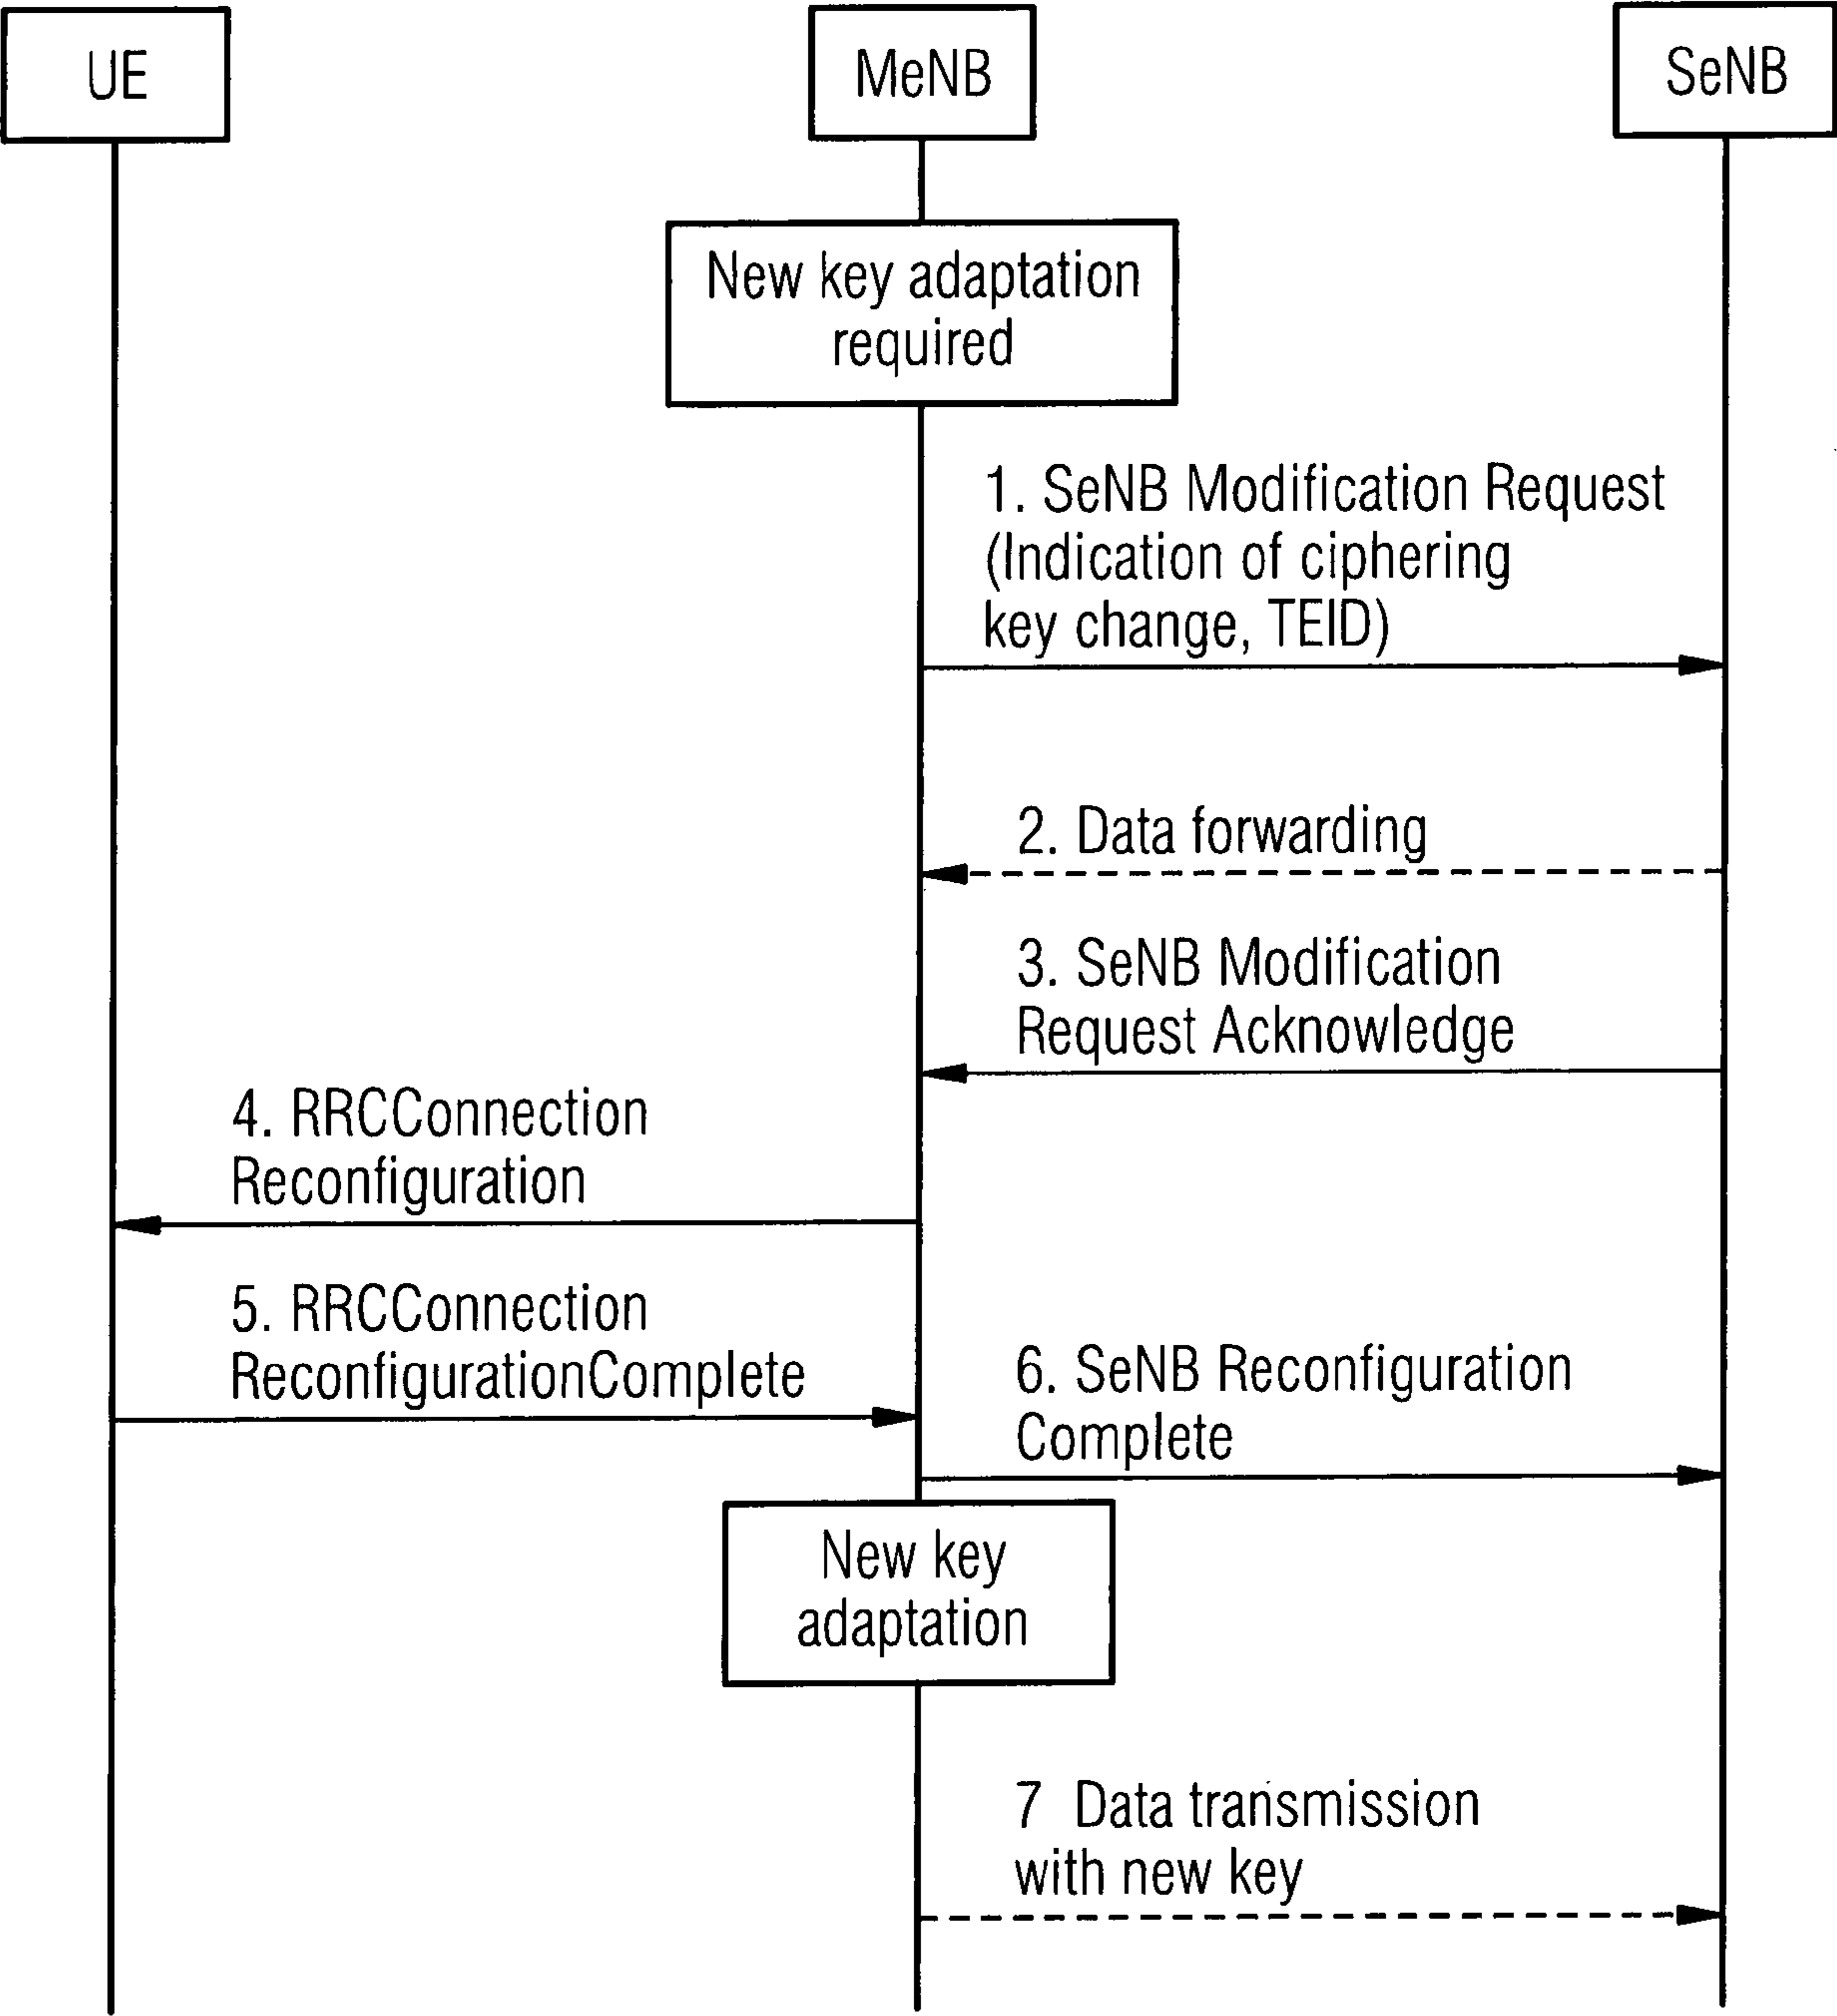 UE
MeNB
SeNB
New key adaptation
required
1. SeNB Modification Request
(Indication of ciphering
key change, TEID)
2. Data forwarding
3. SeNB Modification
Request Acknowledge
4. RRCConnection
Reconfiguration
5. RRCConnection
ReconfigurationComplete
6. SeNB Reconfiguration
Complete
New key
adaptation
7 Data transmission
with new key